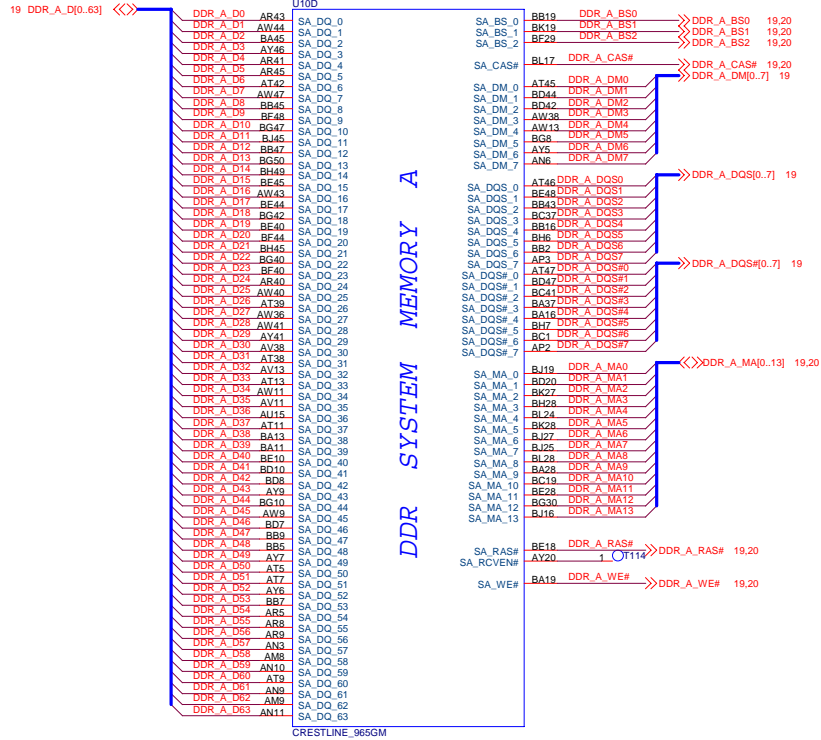 U10D
19 DDR_A_D[0..63]
DDR_A_D0 AR43 SA_DQ_0
DDR_A_D1 AW44 SA_DQ_1
DDR_A_D2 BA45 SA_DQ_2
DDR_A_D3 AY46 SA_DQ_3
DDR_A_D4 AR41 SA_DQ_4
DDR_A_D5 AR45 SA_DQ_5
DDR_A_D6 AT42 SA_DQ_6
DDR_A_D7 AW47 SA_DQ_7
DDR_A_D8 BB45 SA_DQ_8
DDR_A_D9 BF48 SA_DQ_9
DDR_A_D10 BG47 SA_DQ_10
DDR_A_D11 BJ45 SA_DQ_11
DDR_A_D12 BB47 SA_DQ_12
DDR_A_D13 BG50 SA_DQ_13
DDR_A_D14 BH49 SA_DQ_14
DDR_A_D15 BE45 SA_DQ_15
DDR_A_D16 AW43 SA_DQ_16
DDR_A_D17 BE44 SA_DQ_17
DDR_A_D18 BG42 SA_DQ_18
DDR_A_D19 BE40 SA_DQ_19
DDR_A_D20 BF44 SA_DQ_20
DDR_A_D21 BH45 SA_DQ_21
DDR_A_D22 BG40 SA_DQ_22
DDR_A_D23 BF40 SA_DQ_23
DDR_A_D24 AR40 SA_DQ_24
DDR_A_D25 AW40 SA_DQ_25
DDR_A_D26 AT39 SA_DQ_26
DDR_A_D27 AW36 SA_DQ_27
DDR_A_D28 AW41 SA_DQ_28
DDR_A_D29 AY41 SA_DQ_29
DDR_A_D30 AV38 SA_DQ_30
DDR_A_D31 AT38 SA_DQ_31
DDR_A_D32 AV13 SA_DQ_32
DDR_A_D33 AT13 SA_DQ_33
DDR_A_D34 AW11 SA_DQ_34
DDR_A_D35 AV11 SA_DQ_35
DDR_A_D36 AU15 SA_DQ_36
DDR_A_D37 AT11 SA_DQ_37
DDR_A_D38 BA13 SA_DQ_38
DDR_A_D39 BA11 SA_DQ_39
DDR_A_D40 BE10 SA_DQ_40
DDR_A_D41 BD10 SA_DQ_41
DDR_A_D42 BD8 SA_DQ_42
DDR_A_D43 AY9 SA_DQ_43
DDR_A_D44 BG10 SA_DQ_44
DDR_A_D45 AW9 SA_DQ_45
DDR_A_D46 BD7 SA_DQ_46
DDR_A_D47 BB9 SA_DQ_47
DDR_A_D48 BB5 SA_DQ_48
DDR_A_D49 AY7 SA_DQ_49
DDR_A_D50 AT5 SA_DQ_50
DDR_A_D51 AT7 SA_DQ_51
DDR_A_D52 AY6 SA_DQ_52
DDR_A_D53 BB7 SA_DQ_53
DDR_A_D54 AR5 SA_DQ_54
DDR_A_D55 AR8 SA_DQ_55
DDR_A_D56 AR9 SA_DQ_56
DDR_A_D57 AN3 SA_DQ_57
DDR_A_D58 AM8 SA_DQ_58
DDR_A_D59 AN10 SA_DQ_59
DDR_A_D60 AT9 SA_DQ_60
DDR_A_D61 AN9 SA_DQ_61
DDR_A_D62 AM9 SA_DQ_62
DDR_A_D63 AN11 SA_DQ_63
DDR SYSTEM MEMORY A
SA_BS_0 BB19 DDR_A_BS0 DDR_A_BS0 19,20
SA_BS_1 BK19 DDR_A_BS1 DDR_A_BS1 19,20
SA_BS_2 BF29 DDR_A_BS2 DDR_A_BS2 19,20
SA_CAS# BL17 DDR_A_CAS# DDR_A_CAS# 19,20
DDR_A_DM[0..7] 19
SA_DM_0 AT45 DDR_A_DM0
SA_DM_1 BD44 DDR_A_DM1
SA_DM_2 BD42 DDR_A_DM2
SA_DM_3 AW38 DDR_A_DM3
SA_DM_4 AW13 DDR_A_DM4
SA_DM_5 BG8 DDR_A_DM5
SA_DM_6 AY5 DDR_A_DM6
SA_DM_7 AN6 DDR_A_DM7
DDR_A_DQS[0..7] 19
SA_DQS_0 AT46 DDR_A_DQS0
SA_DQS_1 BE48 DDR_A_DQS1
SA_DQS_2 BB43 DDR_A_DQS2
SA_DQS_3 BC37 DDR_A_DQS3
SA_DQS_4 BB16 DDR_A_DQS4
SA_DQS_5 BH6 DDR_A_DQS5
SA_DQS_6 BB2 DDR_A_DQS6
SA_DQS_7 AP3 DDR_A_DQS7
DDR_A_DQS#[0..7] 19
SA_DQS#_0 AT47 DDR_A_DQS#0
SA_DQS#_1 BD47 DDR_A_DQS#1
SA_DQS#_2 BC41 DDR_A_DQS#2
SA_DQS#_3 BA37 DDR_A_DQS#3
SA_DQS#_4 BA16 DDR_A_DQS#4
SA_DQS#_5 BH7 DDR_A_DQS#5
SA_DQS#_6 BC1 DDR_A_DQS#6
SA_DQS#_7 AP2 DDR_A_DQS#7
DDR_A_MA[0..13] 19,20
SA_MA_0 BJ19 DDR_A_MA0
SA_MA_1 BD20 DDR_A_MA1
SA_MA_2 BK27 DDR_A_MA2
SA_MA_3 BH28 DDR_A_MA3
SA_MA_4 BL24 DDR_A_MA4
SA_MA_5 BK28 DDR_A_MA5
SA_MA_6 BJ27 DDR_A_MA6
SA_MA_7 BJ25 DDR_A_MA7
SA_MA_8 BL28 DDR_A_MA8
SA_MA_9 BA28 DDR_A_MA9
SA_MA_10 BC19 DDR_A_MA10
SA_MA_11 BE28 DDR_A_MA11
SA_MA_12 BG30 DDR_A_MA12
SA_MA_13 BJ16 DDR_A_MA13
SA_RAS# BE18 DDR_A_RAS# DDR_A_RAS# 19,20
SA_RCVEN# AY20 1 T114
SA_WE# BA19 DDR_A_WE# DDR_A_WE# 19,20
CRESTLINE_965GM